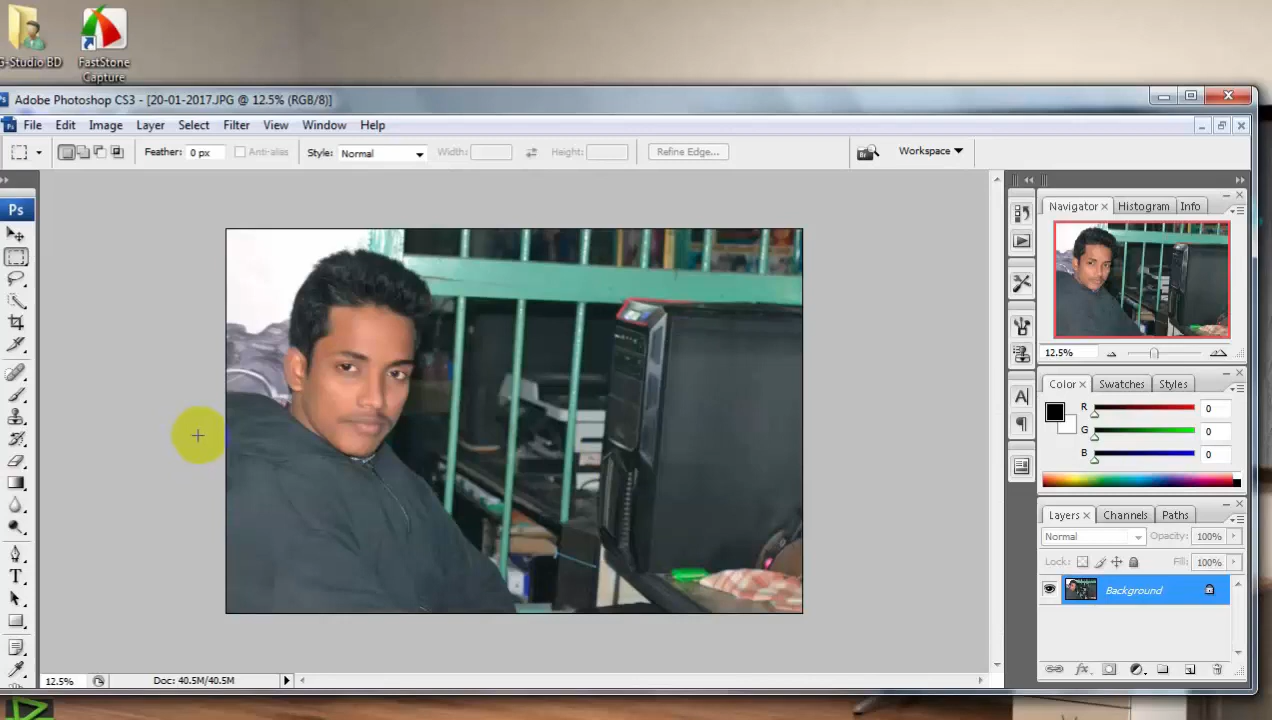 G-Studio BD
FastStone
Capture
Adobe Photoshop CS3 - [20-01-2017.JPG @ 12.5% (RGB/8)]
Ps File Edit Image Layer Select Filter View Window Help
Feather: 0 px Anti-alias Style: Normal Width: Height: Refine Edge... Workspace
Ps
Navigator Histogram Info
12.5%
Color Swatches Styles
R 0
G 0
B 0
Layers Channels Paths
Normal Opacity: 100%
Lock: Fill: 100%
Background
12.5% Doc: 40.5M/40.5M